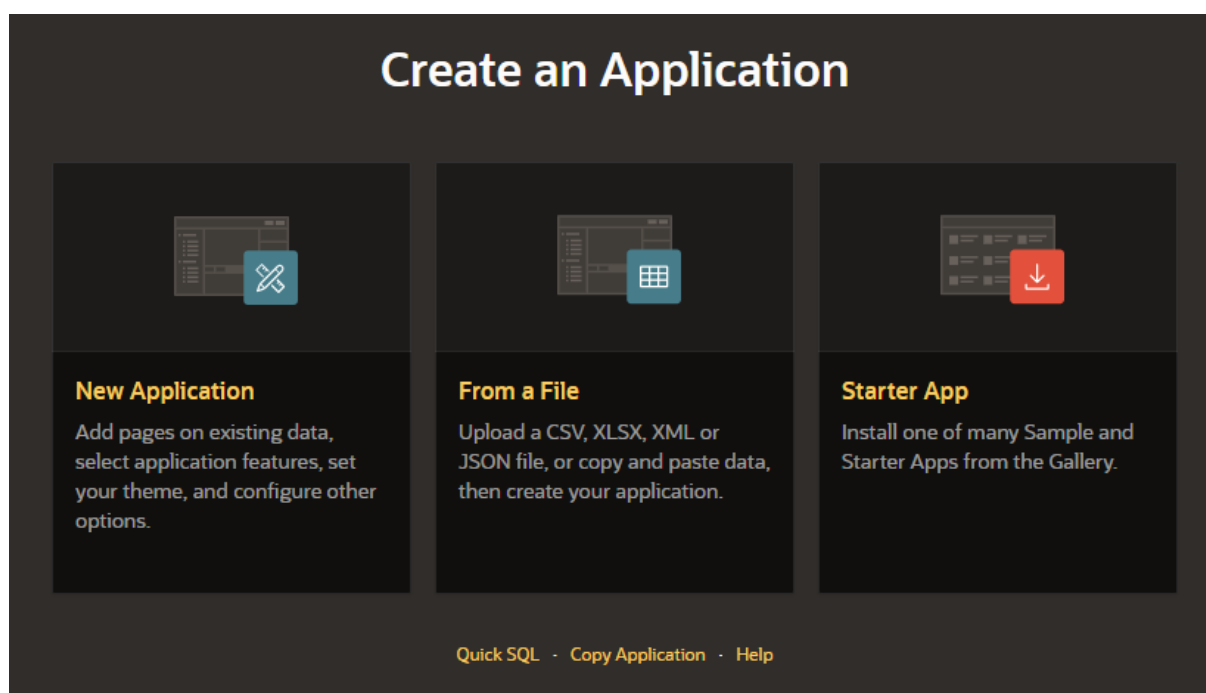 Create an Application
New Application
Add pages on existing data,
select application features, set
your theme, and configure other
options.
From a File
Upload a CSV, XLSX, XML or
JSON file, or copy and paste data,
then create your application.
Starter App
Install one of many Sample and
Starter Apps from the Gallery.
Quick SQL - Copy Application - Help